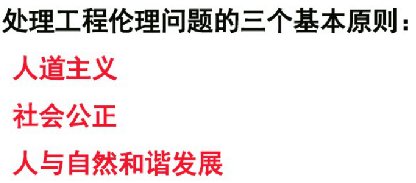 处理工程伦理问题的三个基本原则：
人道主义
社会公正
人与自然和谐发展